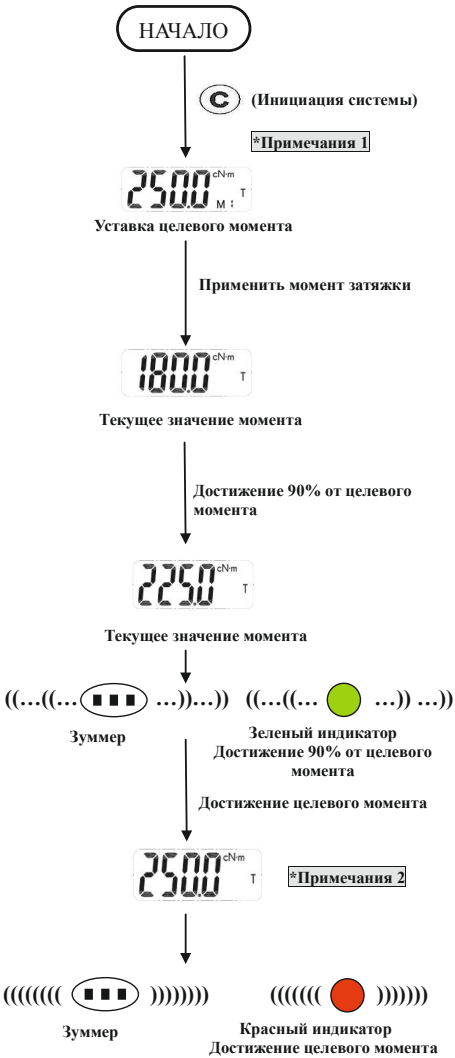 НАЧАЛО
C (Инициация системы)
*Примечания 1
250.0 cN·m T
M :
Уставка целевого момента
Применить момент затяжки
180.0 cN·m T
Текущее значение момента
Достижение 90% от целевого
момента
225.0 cN·m T
Текущее значение момента
((…((… …))…)) ((…((… …)) …))
Зуммер
Зеленый индикатор
Достижение 90% от целевого
момента
Достижение целевого момента
250.0 cN·m T
*Примечания 2
(((((((( )))))))) ((((((( )))))))
Зуммер
Красный индикатор
Достижение целевого момента